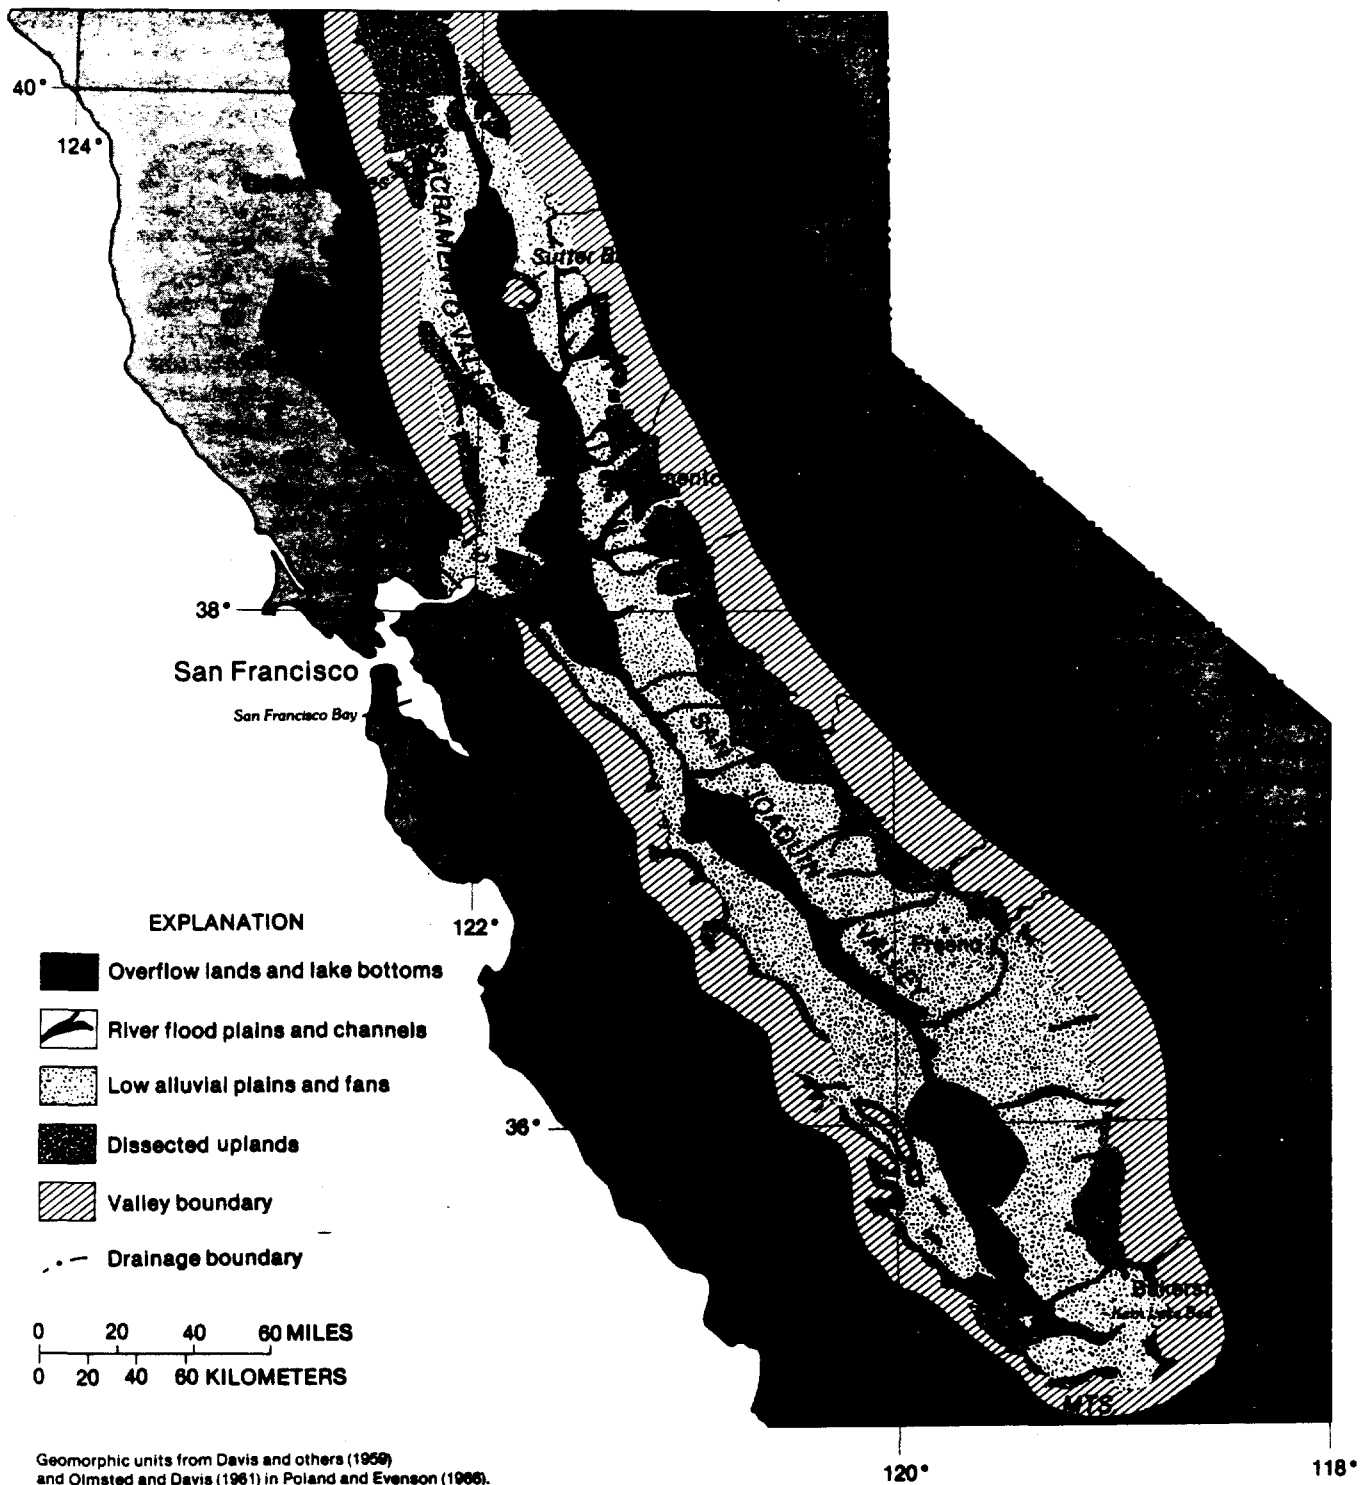 40°
124°
SACRAMENTO VALLEY
Sutter
38°
San Francisco
San Francisco Bay
SAN
JOAQUIN
VALLEY
Fresno
122°
EXPLANATION
Overflow lands and lake bottoms
River flood plains and channels
Low alluvial plains and fans
Dissected uplands
Valley boundary
Drainage boundary
36°
0 20 40 60 MILES
0 20 40 60 KILOMETERS
Kern Lake Bed
MTS
Geomorphic units from Davis and others (1959)
and Olmsted and Davis (1961) in Poland and Evenson (1966).
120°
118°